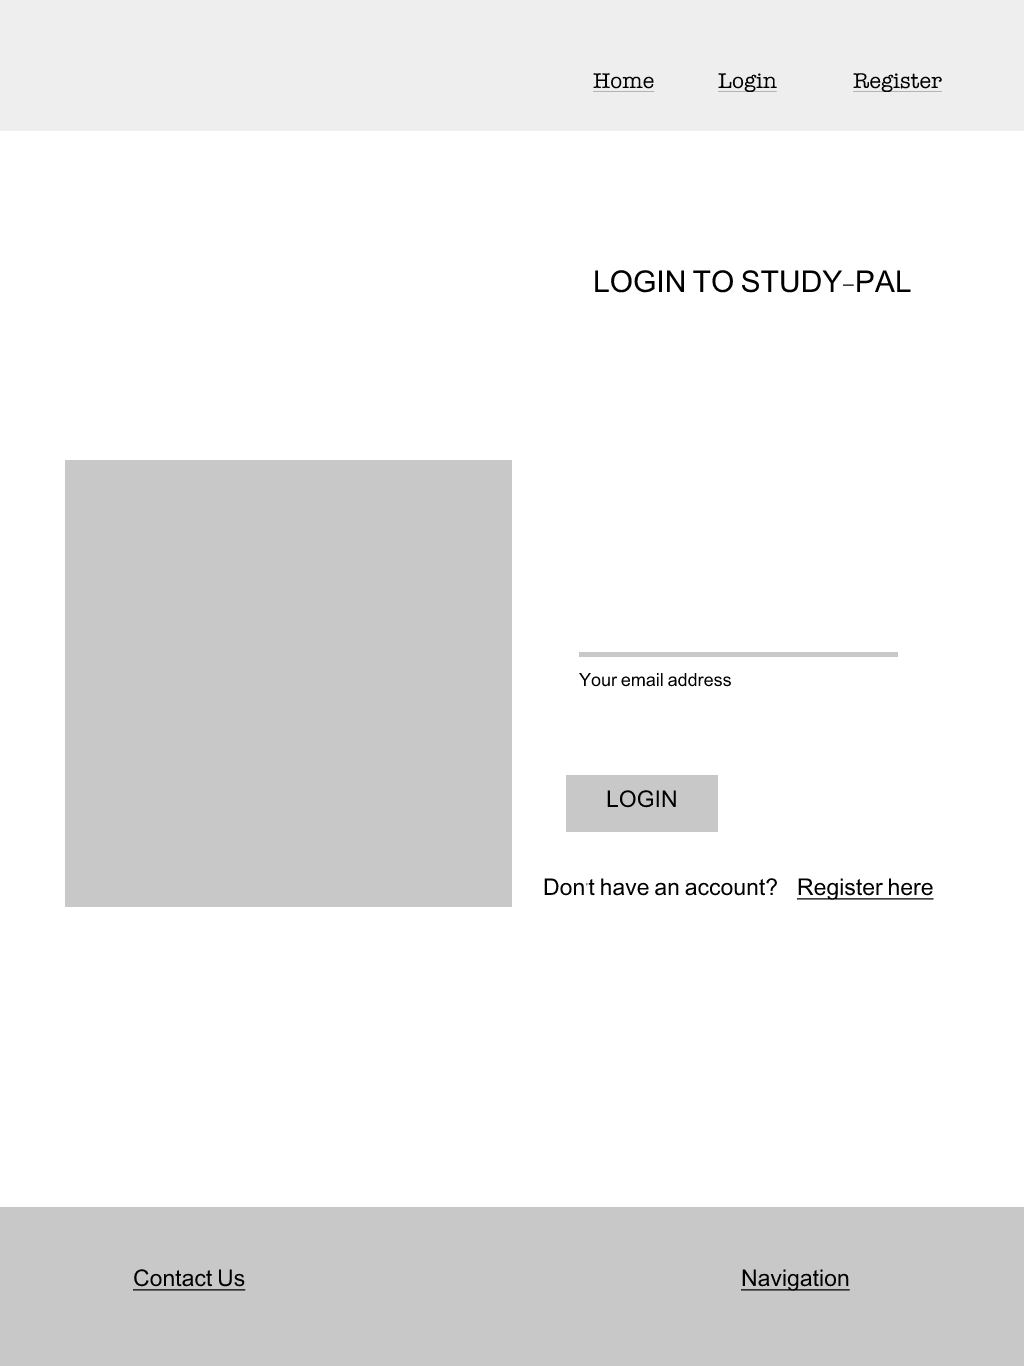 Home Login Register
LOGIN TO STUDY-PAL
Your email address
LOGIN
Don't have an account? Register here
Contact Us Navigation